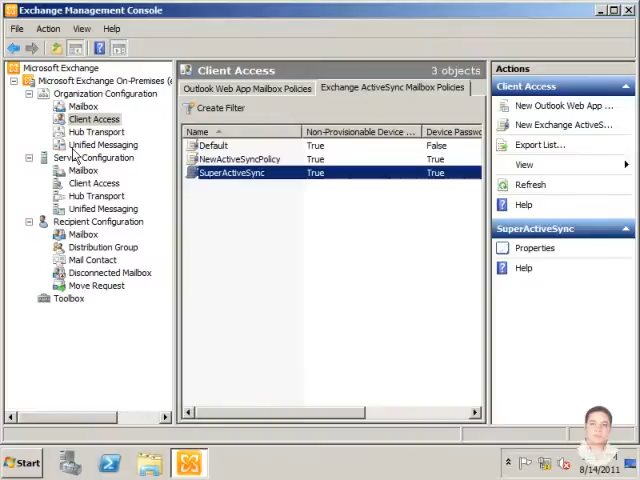 Exchange Management Console
File Action View Help
Microsoft Exchange
Microsoft Exchange On-Premises (
Organization Configuration
Mailbox
Client Access
Hub Transport
Unified Messaging
Configuration
Mailbox
Client Access
Hub Transport
Unified Messaging
Recipient Configuration
Mailbox
Distribution Group
Mail Contact
Disconnected Mailbox
Move Request
Toolbox
Client Access 3 objects
Outlook Web App Mailbox Policies Exchange ActiveSync Mailbox Policies
Create Filter
Name Non-Provisionable Device ... Device Passwo
Default True False
NewActiveSyncPolicy True True
SuperActiveSync True True
Actions
Client Access
New Outlook Web App ...
New Exchange ActiveS...
Export List...
View
Refresh
Help
SuperActiveSync
Properties
Help
Start
8/14/2011